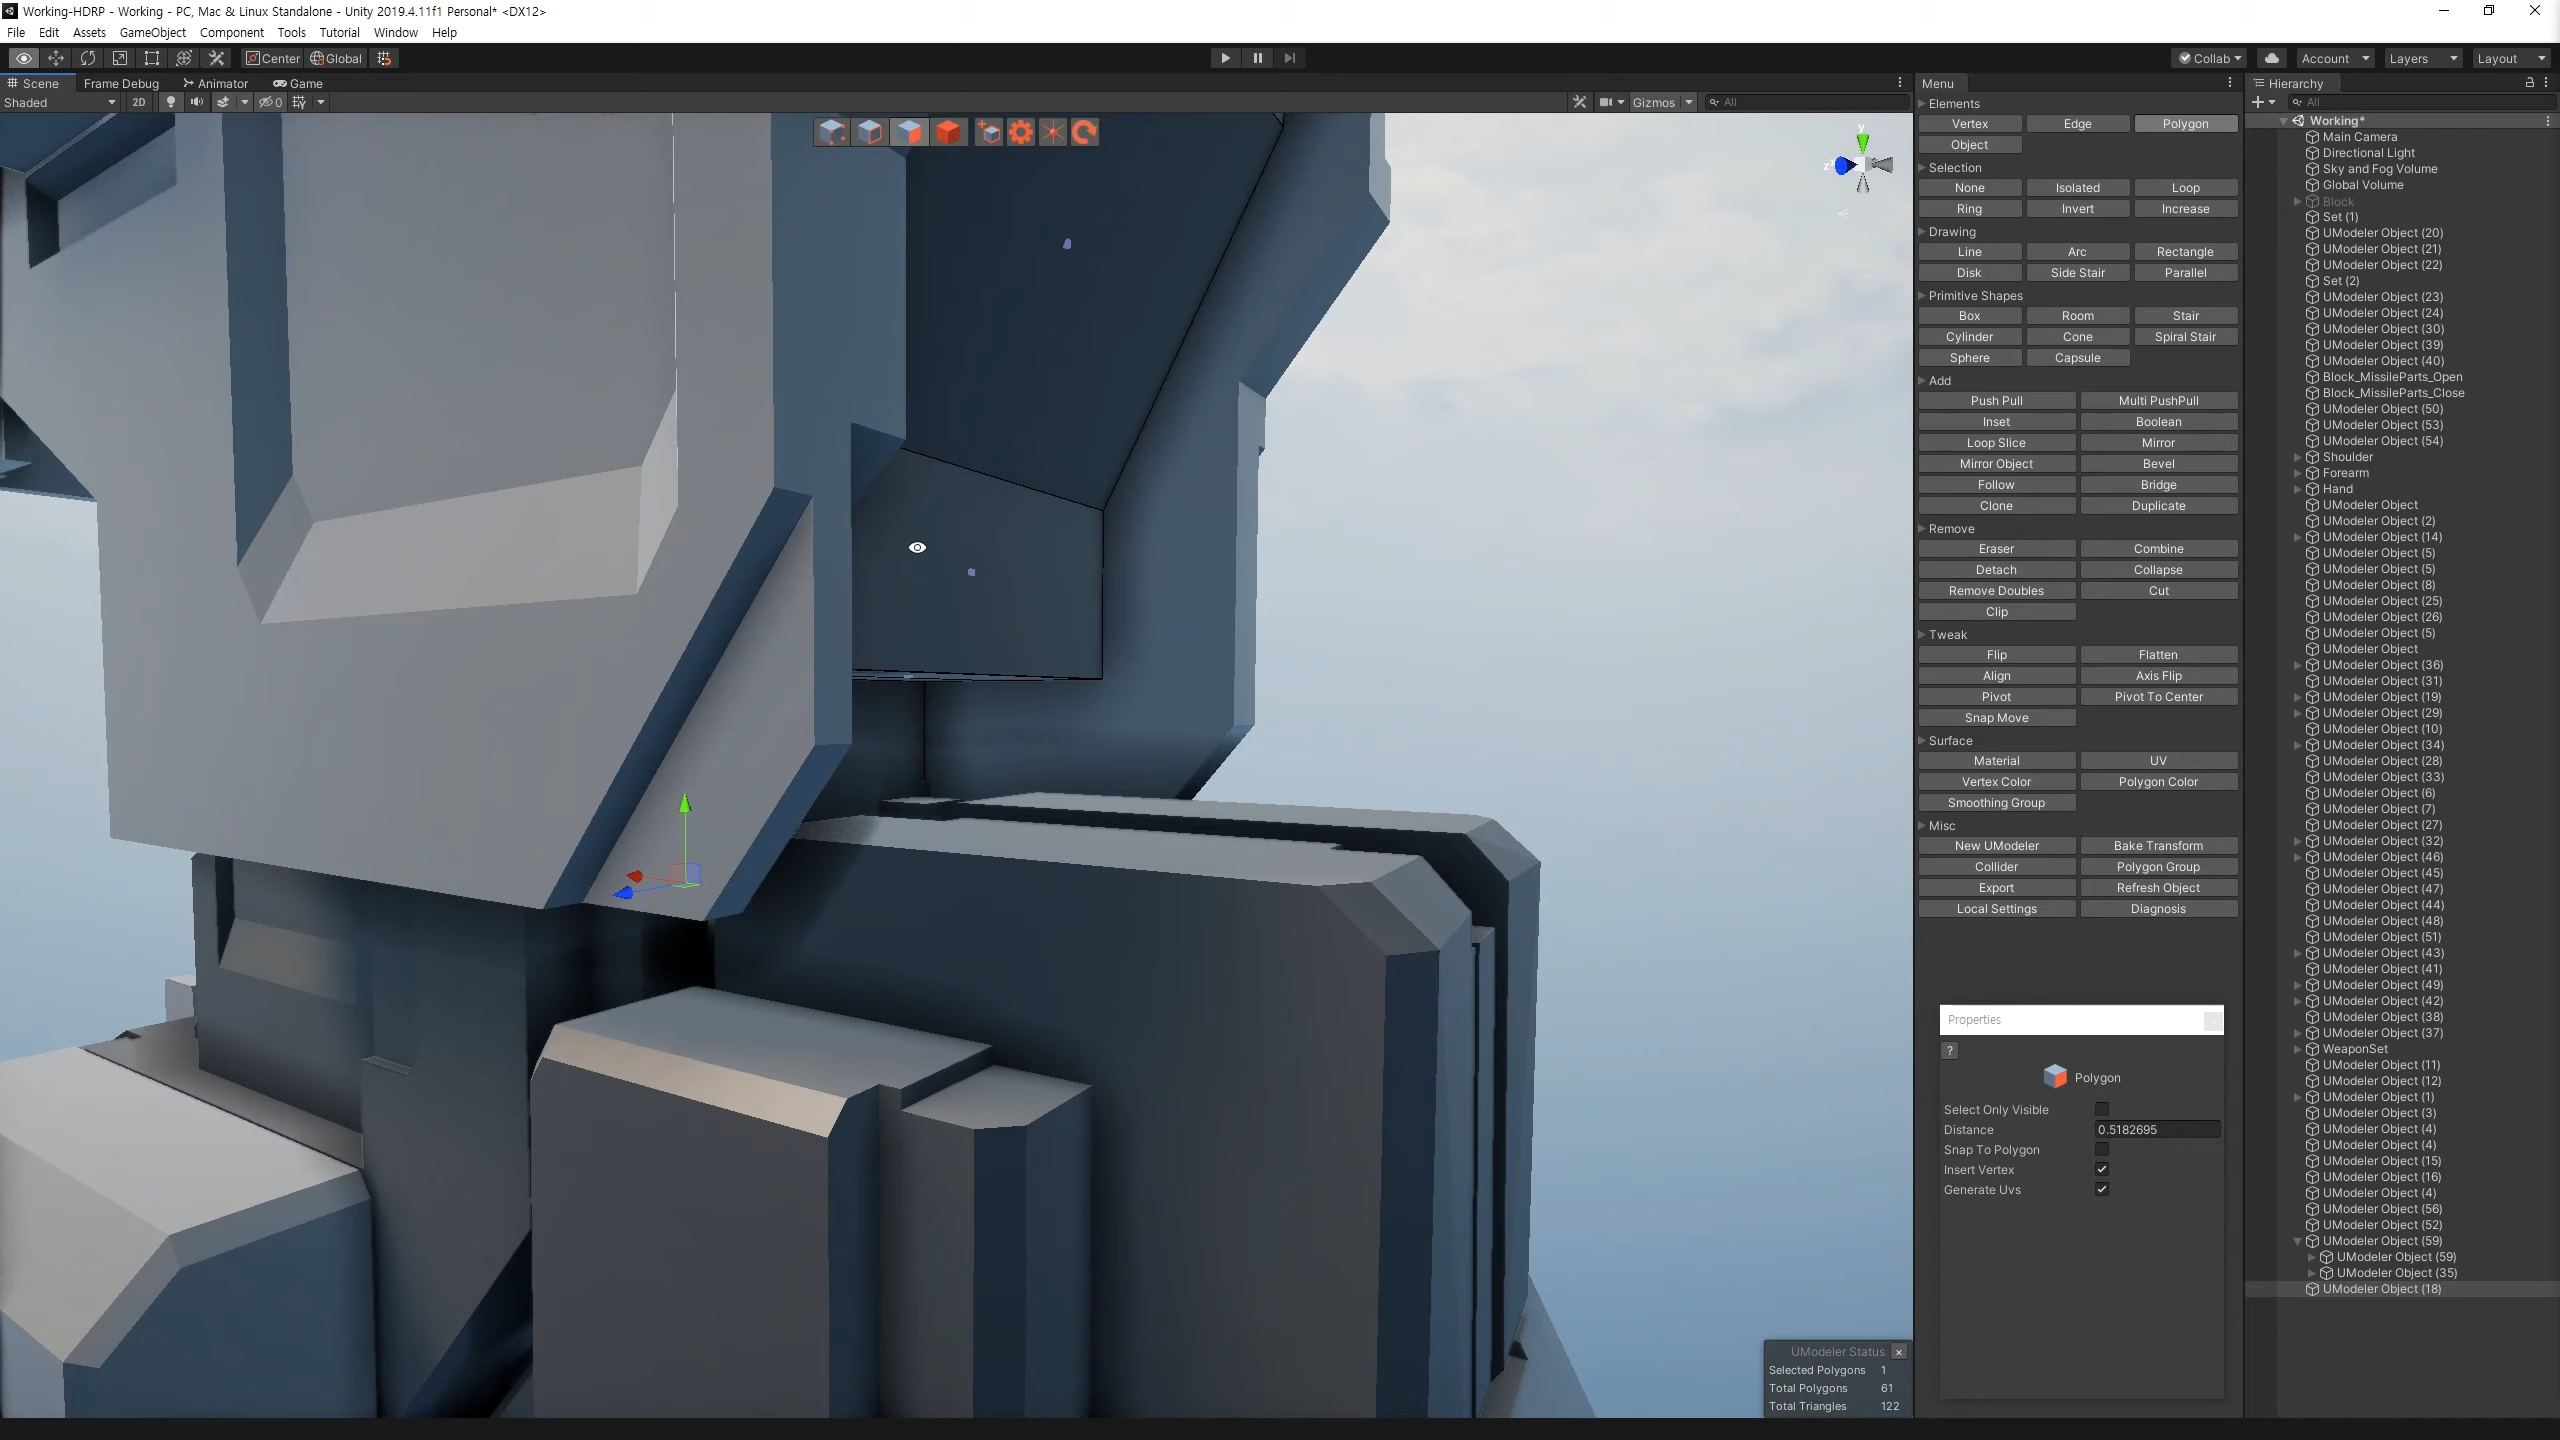 Working-HDRP - Working - PC, Mac & Linux Standalone - Unity 2019.4.11f1 Personal* <DX12>
File Edit Assets GameObject Component Tools Tutorial Window Help
Center Global Collab Account Layers Layout
Scene Frame Debug Animator Game
Shaded 2D 0 Gizmos All
y
z
Menu
Elements
Vertex Edge Polygon
Object
Selection
None Isolated Loop
Ring Invert Increase
Drawing
Line Arc Rectangle
Disk Side Stair Parallel
Primitive Shapes
Box Room Stair
Cylinder Cone Spiral Stair
Sphere Capsule
Add
Push Pull Multi PushPull
Inset Boolean
Loop Slice Mirror
Mirror Object Bevel
Follow Bridge
Clone Duplicate
Remove
Eraser Combine
Detach Collapse
Remove Doubles Cut
Clip
Tweak
Flip Flatten
Align Axis Flip
Pivot Pivot To Center
Snap Move
Surface
Material UV
Vertex Color Polygon Color
Smoothing Group
Misc
New UModeler Bake Transform
Collider Polygon Group
Export Refresh Object
Local Settings Diagnosis
Properties
?
Polygon
Select Only Visible
Distance 0.5182695
Snap To Polygon
Insert Vertex
Generate Uvs
UModeler Status
Selected Polygons 1
Total Polygons 61
Total Triangles 122
Hierarchy
All
Working*
Main Camera
Directional Light
Sky and Fog Volume
Global Volume
Block
Set (1)
UModeler Object (20)
UModeler Object (21)
UModeler Object (22)
Set (2)
UModeler Object (23)
UModeler Object (24)
UModeler Object (30)
UModeler Object (39)
UModeler Object (40)
Block_MissileParts_Open
Block_MissileParts_Close
UModeler Object (50)
UModeler Object (53)
UModeler Object (54)
Shoulder
Forearm
Hand
UModeler Object
UModeler Object (2)
UModeler Object (14)
UModeler Object (5)
UModeler Object (5)
UModeler Object (8)
UModeler Object (25)
UModeler Object (26)
UModeler Object (5)
UModeler Object
UModeler Object (36)
UModeler Object (31)
UModeler Object (19)
UModeler Object (29)
UModeler Object (10)
UModeler Object (34)
UModeler Object (28)
UModeler Object (33)
UModeler Object (6)
UModeler Object (7)
UModeler Object (27)
UModeler Object (32)
UModeler Object (46)
UModeler Object (45)
UModeler Object (47)
UModeler Object (44)
UModeler Object (48)
UModeler Object (51)
UModeler Object (43)
UModeler Object (41)
UModeler Object (49)
UModeler Object (42)
UModeler Object (38)
UModeler Object (37)
WeaponSet
UModeler Object (11)
UModeler Object (12)
UModeler Object (1)
UModeler Object (3)
UModeler Object (4)
UModeler Object (4)
UModeler Object (15)
UModeler Object (16)
UModeler Object (4)
UModeler Object (56)
UModeler Object (52)
UModeler Object (59)
UModeler Object (59)
UModeler Object (35)
UModeler Object (18)